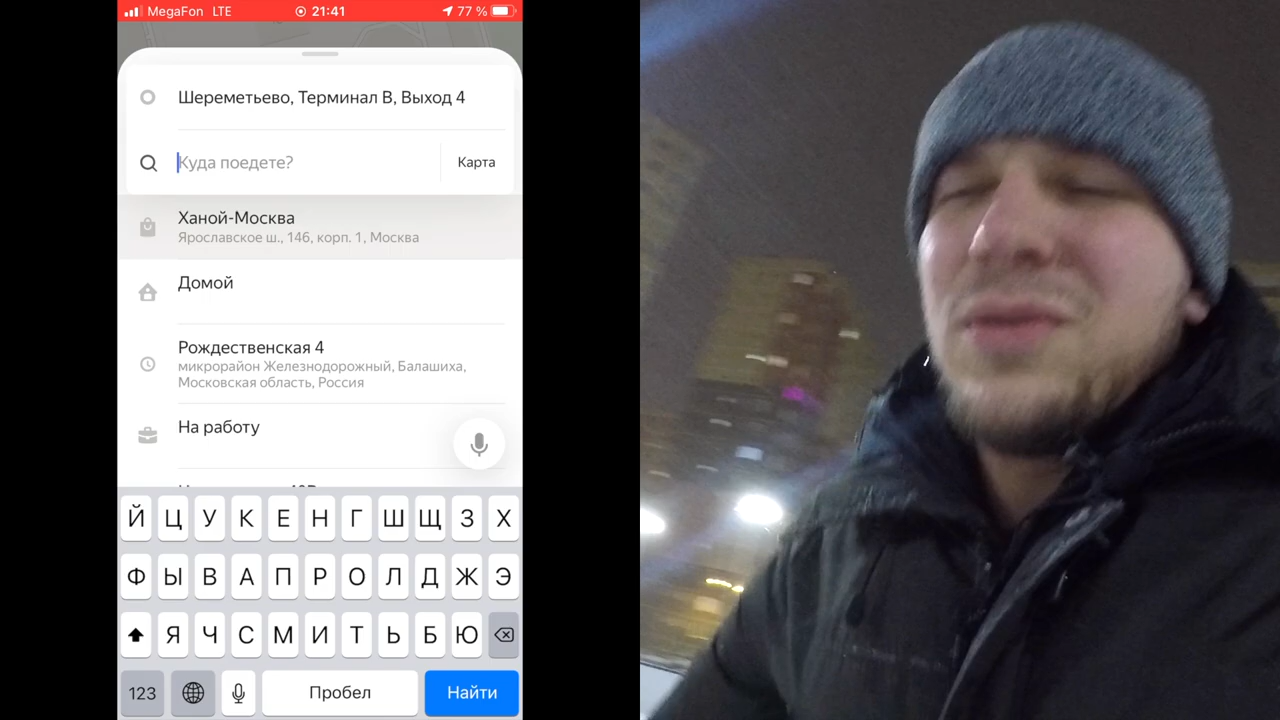 MegaFon LTE 21:41 77 %
Шереметьево, Терминал B, Выход 4
Куда поедете? Карта
Ханой-Москва
Ярославское ш., 146, корп. 1, Москва
Домой
Рождественская 4
микрорайон Железнодорожный, Балашиха,
Московская область, Россия
На работу
Й Ц У К Е Н Г Ш Щ З Х
Ф Ы В А П Р О Л Д Ж Э
Я Ч С М И Т Ь Б Ю
123 Пробел Найти